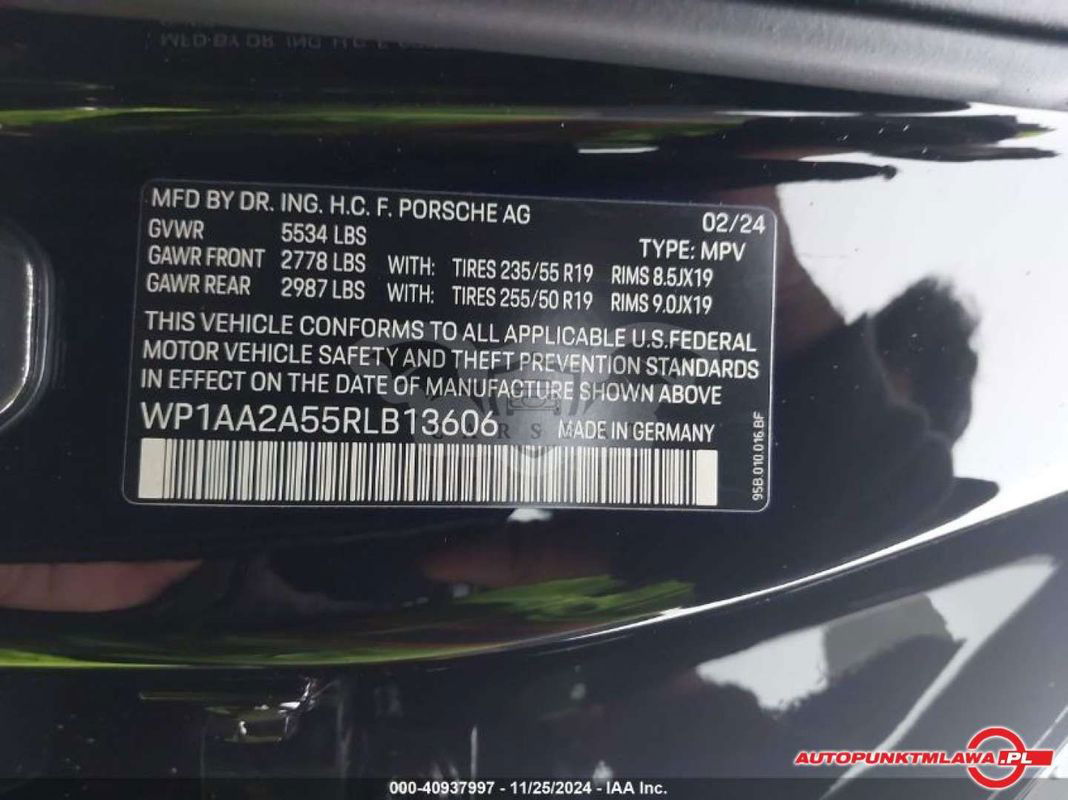 MFD BY DR. ING. H.C. F. PORSCHE AG 02/24
GVWR 5534 LBS TYPE: MPV
GAWR FRONT 2778 LBS WITH: TIRES 235/55 R19 RIMS 8.5JX19
GAWR REAR 2987 LBS WITH: TIRES 255/50 R19 RIMS 9.0JX19
THIS VEHICLE CONFORMS TO ALL APPLICABLE U.S.FEDERAL
MOTOR VEHICLE SAFETY AND THEFT PREVENTION STANDARDS
IN EFFECT ON THE DATE OF MANUFACTURE SHOWN ABOVE
WP1AA2A55RLB13606 MADE IN GERMANY
95B.010.016.BF
AUTOPUNKTMLAWA.PL
000-40937997 - 11/25/2024 - IAA Inc.